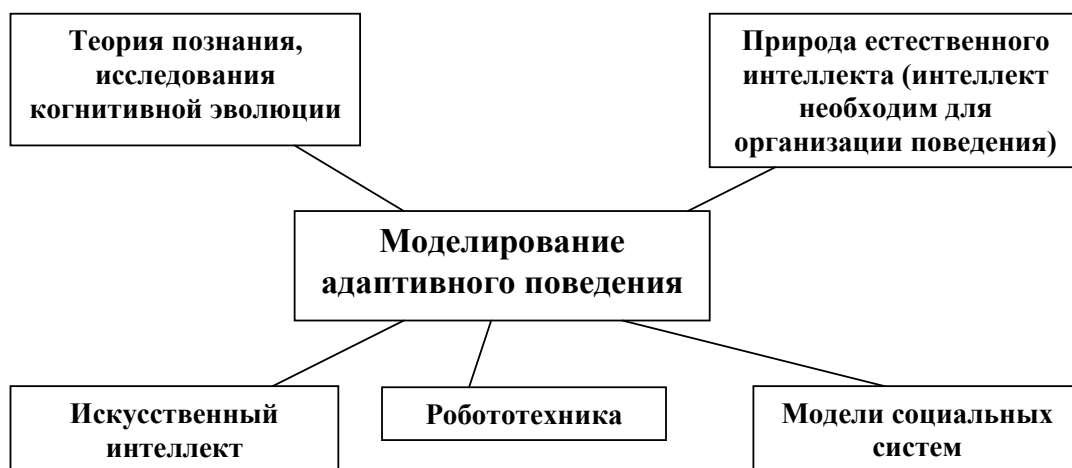 Теория познания,
исследования
когнитивной эволюции
Природа естественного
интеллекта (интеллект
необходим для
организации поведения)
Моделирование
адаптивного поведения
Искусственный
интеллект
Робототехника
Модели социальных
систем